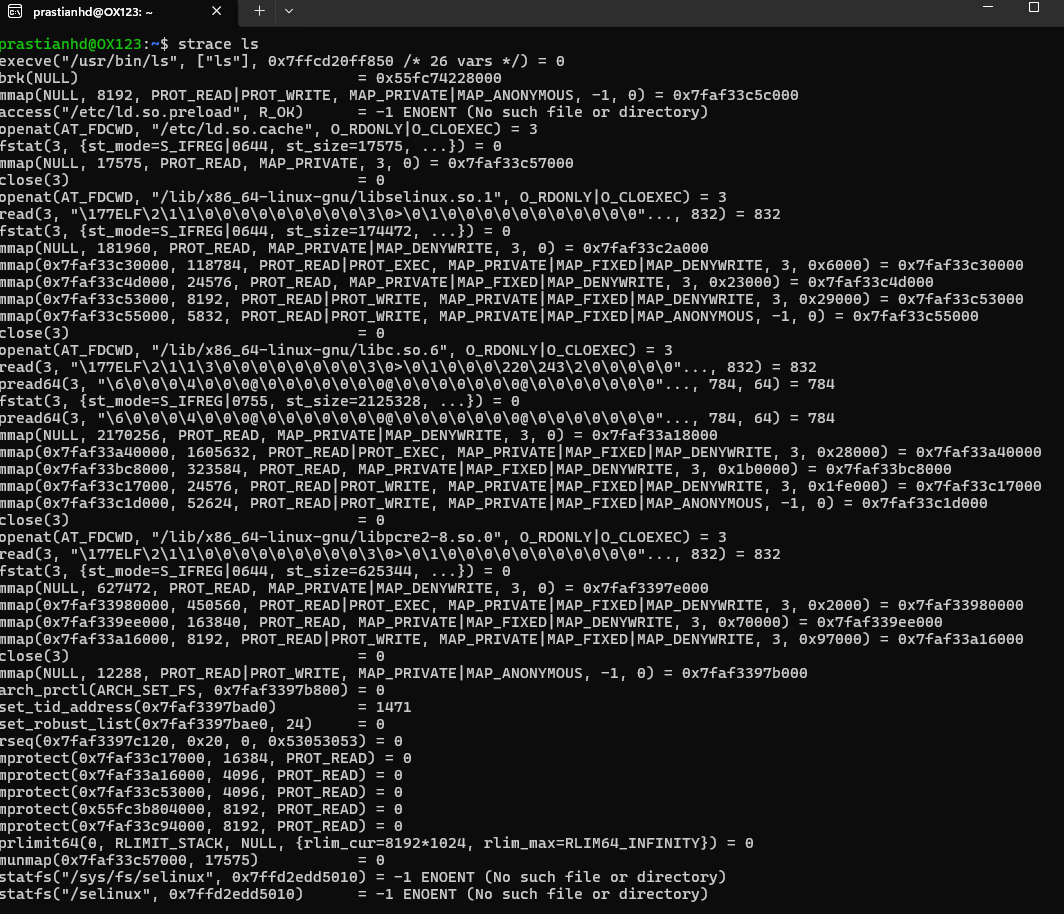 prastianhd@OX123: ~
prastianhd@OX123:~$ strace ls
execve("/usr/bin/ls", ["ls"], 0x7ffcd20ff850 /* 26 vars */) = 0
brk(NULL)                               = 0x55fc74228000
mmap(NULL, 8192, PROT_READ|PROT_WRITE, MAP_PRIVATE|MAP_ANONYMOUS, -1, 0) = 0x7faf33c5c000
access("/etc/ld.so.preload", R_OK)      = -1 ENOENT (No such file or directory)
openat(AT_FDCWD, "/etc/ld.so.cache", O_RDONLY|O_CLOEXEC) = 3
fstat(3, {st_mode=S_IFREG|0644, st_size=17575, ...}) = 0
mmap(NULL, 17575, PROT_READ, MAP_PRIVATE, 3, 0) = 0x7faf33c57000
close(3)                                = 0
openat(AT_FDCWD, "/lib/x86_64-linux-gnu/libselinux.so.1", O_RDONLY|O_CLOEXEC) = 3
read(3, "\177ELF\2\1\1\0\0\0\0\0\0\0\0\0\3\0>\0\1\0\0\0\0\0\0\0\0\0\0\0"..., 832) = 832
fstat(3, {st_mode=S_IFREG|0644, st_size=174472, ...}) = 0
mmap(NULL, 181960, PROT_READ, MAP_PRIVATE|MAP_DENYWRITE, 3, 0) = 0x7faf33c2a000
mmap(0x7faf33c30000, 118784, PROT_READ|PROT_EXEC, MAP_PRIVATE|MAP_FIXED|MAP_DENYWRITE, 3, 0x6000) = 0x7faf33c30000
mmap(0x7faf33c4d000, 24576, PROT_READ, MAP_PRIVATE|MAP_FIXED|MAP_DENYWRITE, 3, 0x23000) = 0x7faf33c4d000
mmap(0x7faf33c53000, 8192, PROT_READ|PROT_WRITE, MAP_PRIVATE|MAP_FIXED|MAP_DENYWRITE, 3, 0x29000) = 0x7faf33c53000
mmap(0x7faf33c55000, 5832, PROT_READ|PROT_WRITE, MAP_PRIVATE|MAP_FIXED|MAP_ANONYMOUS, -1, 0) = 0x7faf33c55000
close(3)                                = 0
openat(AT_FDCWD, "/lib/x86_64-linux-gnu/libc.so.6", O_RDONLY|O_CLOEXEC) = 3
read(3, "\177ELF\2\1\1\3\0\0\0\0\0\0\0\0\3\0>\0\1\0\0\0\220\243\2\0\0\0\0\0"..., 832) = 832
pread64(3, "\6\0\0\0\4\0\0\0@\0\0\0\0\0\0\0@\0\0\0\0\0\0\0@\0\0\0\0\0\0\0"..., 784, 64) = 784
fstat(3, {st_mode=S_IFREG|0755, st_size=2125328, ...}) = 0
pread64(3, "\6\0\0\0\4\0\0\0@\0\0\0\0\0\0\0@\0\0\0\0\0\0\0@\0\0\0\0\0\0\0"..., 784, 64) = 784
mmap(NULL, 2170256, PROT_READ, MAP_PRIVATE|MAP_DENYWRITE, 3, 0) = 0x7faf33a18000
mmap(0x7faf33a40000, 1605632, PROT_READ|PROT_EXEC, MAP_PRIVATE|MAP_FIXED|MAP_DENYWRITE, 3, 0x28000) = 0x7faf33a40000
mmap(0x7faf33bc8000, 323584, PROT_READ, MAP_PRIVATE|MAP_FIXED|MAP_DENYWRITE, 3, 0x1b0000) = 0x7faf33bc8000
mmap(0x7faf33c17000, 24576, PROT_READ|PROT_WRITE, MAP_PRIVATE|MAP_FIXED|MAP_DENYWRITE, 3, 0x1fe000) = 0x7faf33c17000
mmap(0x7faf33c1d000, 52624, PROT_READ|PROT_WRITE, MAP_PRIVATE|MAP_FIXED|MAP_ANONYMOUS, -1, 0) = 0x7faf33c1d000
close(3)                                = 0
openat(AT_FDCWD, "/lib/x86_64-linux-gnu/libpcre2-8.so.0", O_RDONLY|O_CLOEXEC) = 3
read(3, "\177ELF\2\1\1\0\0\0\0\0\0\0\0\0\3\0>\0\1\0\0\0\0\0\0\0\0\0\0\0"..., 832) = 832
fstat(3, {st_mode=S_IFREG|0644, st_size=625344, ...}) = 0
mmap(NULL, 627472, PROT_READ, MAP_PRIVATE|MAP_DENYWRITE, 3, 0) = 0x7faf3397e000
mmap(0x7faf33980000, 450560, PROT_READ|PROT_EXEC, MAP_PRIVATE|MAP_FIXED|MAP_DENYWRITE, 3, 0x2000) = 0x7faf33980000
mmap(0x7faf339ee000, 163840, PROT_READ, MAP_PRIVATE|MAP_FIXED|MAP_DENYWRITE, 3, 0x70000) = 0x7faf339ee000
mmap(0x7faf33a16000, 8192, PROT_READ|PROT_WRITE, MAP_PRIVATE|MAP_FIXED|MAP_DENYWRITE, 3, 0x97000) = 0x7faf33a16000
close(3)                                = 0
mmap(NULL, 12288, PROT_READ|PROT_WRITE, MAP_PRIVATE|MAP_ANONYMOUS, -1, 0) = 0x7faf3397b000
arch_prctl(ARCH_SET_FS, 0x7faf3397b800) = 0
set_tid_address(0x7faf3397bad0)         = 1471
set_robust_list(0x7faf3397bae0, 24)     = 0
rseq(0x7faf3397c120, 0x20, 0, 0x53053053) = 0
mprotect(0x7faf33c17000, 16384, PROT_READ) = 0
mprotect(0x7faf33a16000, 4096, PROT_READ) = 0
mprotect(0x7faf33c53000, 4096, PROT_READ) = 0
mprotect(0x55fc3b804000, 8192, PROT_READ) = 0
mprotect(0x7faf33c94000, 8192, PROT_READ) = 0
prlimit64(0, RLIMIT_STACK, NULL, {rlim_cur=8192*1024, rlim_max=RLIM64_INFINITY}) = 0
munmap(0x7faf33c57000, 17575)           = 0
statfs("/sys/fs/selinux", 0x7ffd2edd5010) = -1 ENOENT (No such file or directory)
statfs("/selinux", 0x7ffd2edd5010)      = -1 ENOENT (No such file or directory)